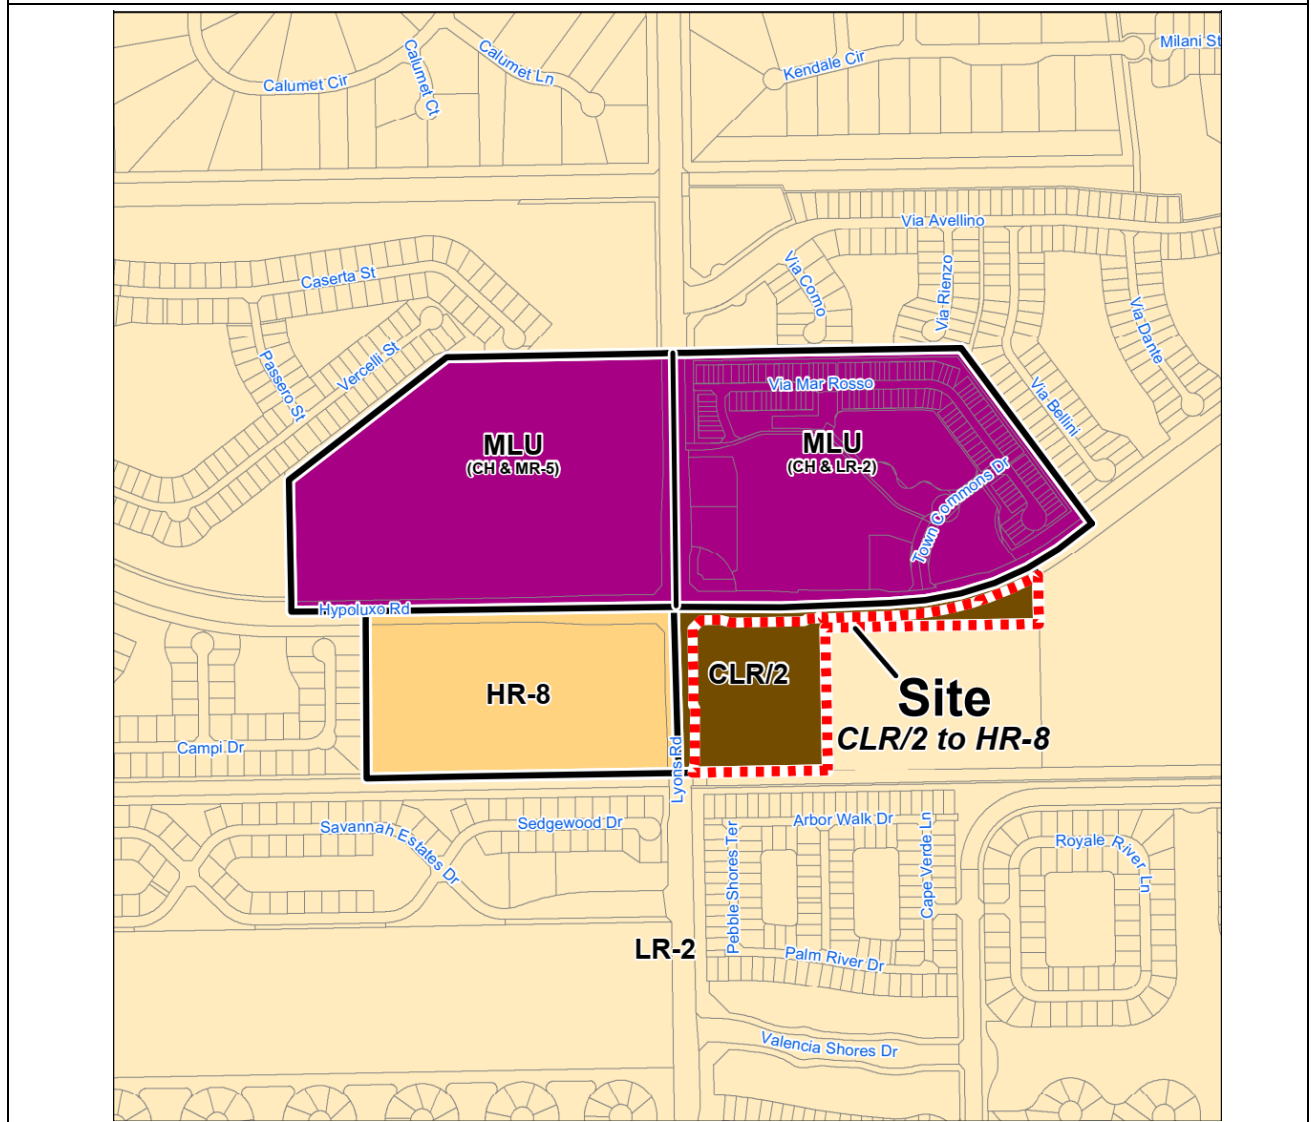 Milani St
Calumet Cir
Calumet Ct
Calumet Ln
Kendale Cir
Via Avellino
Caserta St
Via Como
Via Rienzo
Via Dante
Passero St
Vercelli St
Via Mar Rosso
Via Bellini
MLU
(CH & MR-5)
MLU
(CH & LR-2)
Town Commons Dr
Hypoluxo Rd
HR-8
CLR/2
Site
CLR/2 to HR-8
Campi Dr
Lyons Rd
Savannah Estates Dr
Sedgewood Dr
Pebble Shores Ter
Arbor Walk Dr
Cape Verde Ln
Royale River Ln
LR-2
Palm River Dr
Valencia Shores Dr